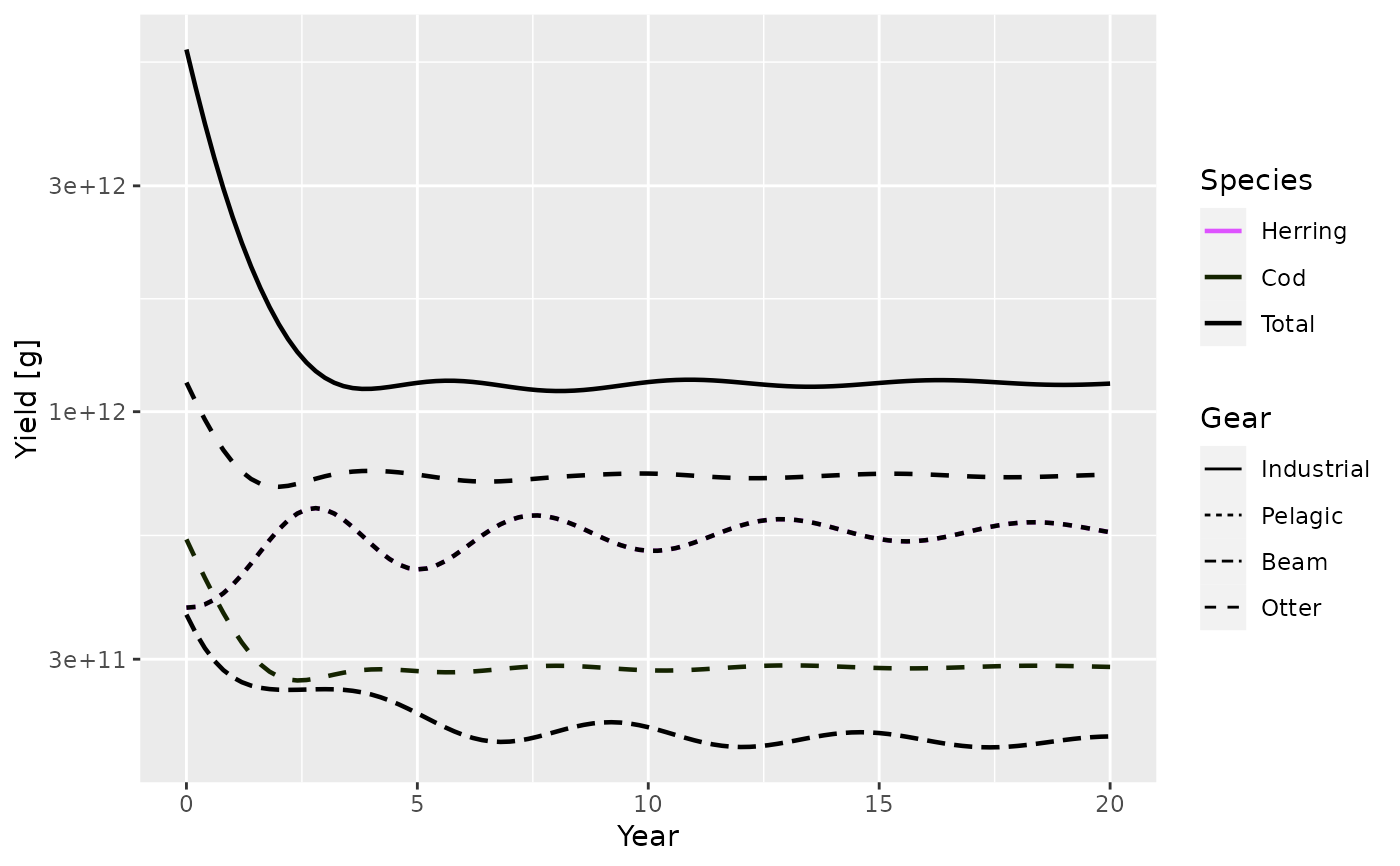 Yield [g]
3e+12
1e+12
3e+11
0 5 10 15 20
Year
Species
Herring
Cod
Total
Gear
Industrial
Pelagic
Beam
Otter